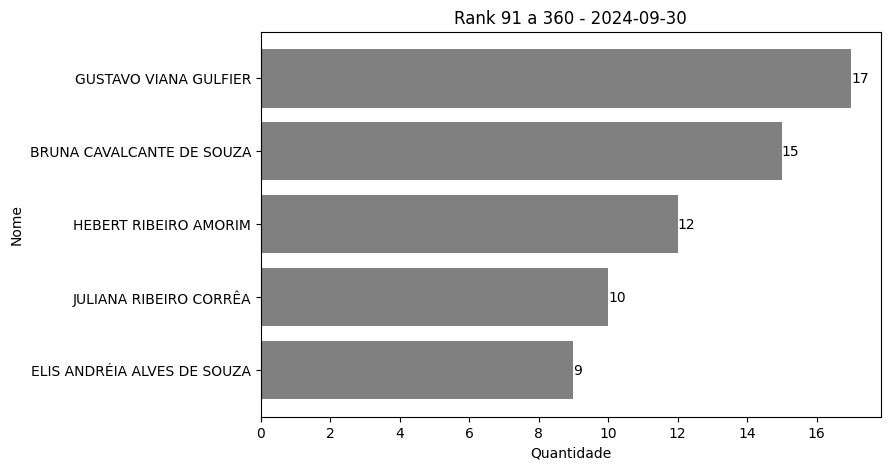 Rank 91 a 360 - 2024-09-30
Nome
GUSTAVO VIANA GULFIER
17
BRUNA CAVALCANTE DE SOUZA
15
HEBERT RIBEIRO AMORIM
12
JULIANA RIBEIRO CORRÊA
10
ELIS ANDRÉIA ALVES DE SOUZA
9
0 2 4 6 8 10 12 14 16
Quantidade